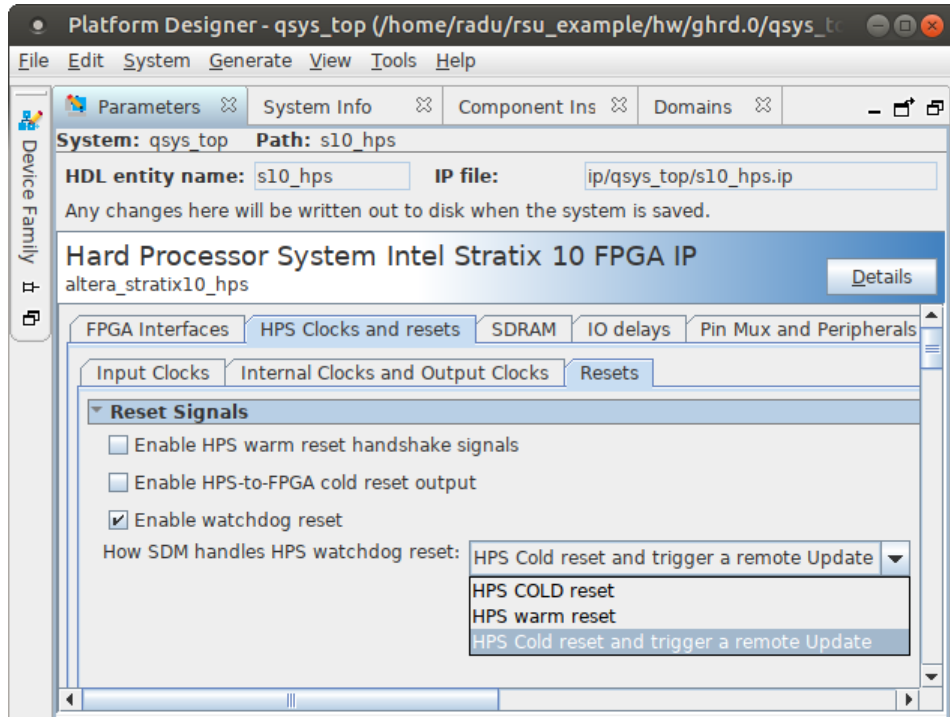 Platform Designer - qsys_top (/home/radu/rsu_example/hw/ghrd.0/qsys_t
File Edit System Generate View Tools Help
Device Family
Parameters System Info Component Ins Domains
System: qsys_top Path: s10_hps
HDL entity name: s10_hps IP file: ip/qsys_top/s10_hps.ip
Any changes here will be written out to disk when the system is saved.
Hard Processor System Intel Stratix 10 FPGA IP
altera_stratix10_hps
Details
FPGA Interfaces HPS Clocks and resets SDRAM IO delays Pin Mux and Peripherals
Input Clocks Internal Clocks and Output Clocks Resets
Reset Signals
Enable HPS warm reset handshake signals
Enable HPS-to-FPGA cold reset output
Enable watchdog reset
How SDM handles HPS watchdog reset: HPS Cold reset and trigger a remote Update
HPS COLD reset
HPS warm reset
HPS Cold reset and trigger a remote Update